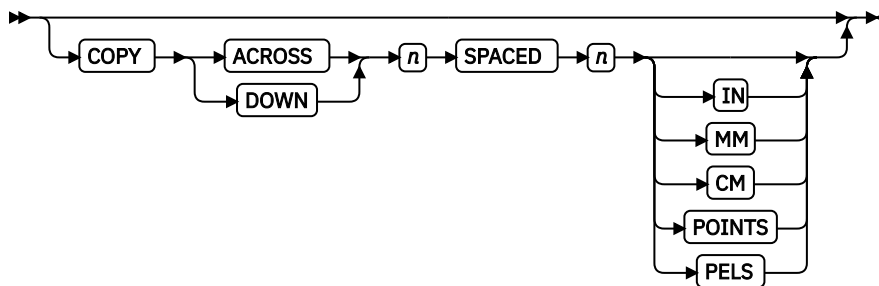 COPY ACROSS n SPACED n
DOWN
IN
MM
CM
POINTS
PELS